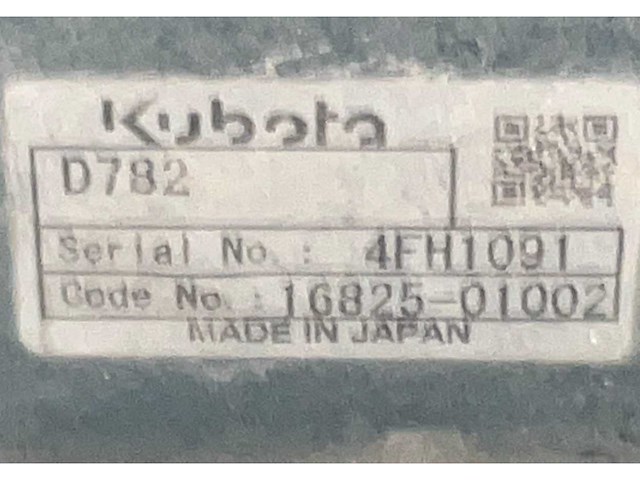 Kubota
D782
Serial No. : 4FH1091
Code No. : 16825-01002
MADE IN JAPAN